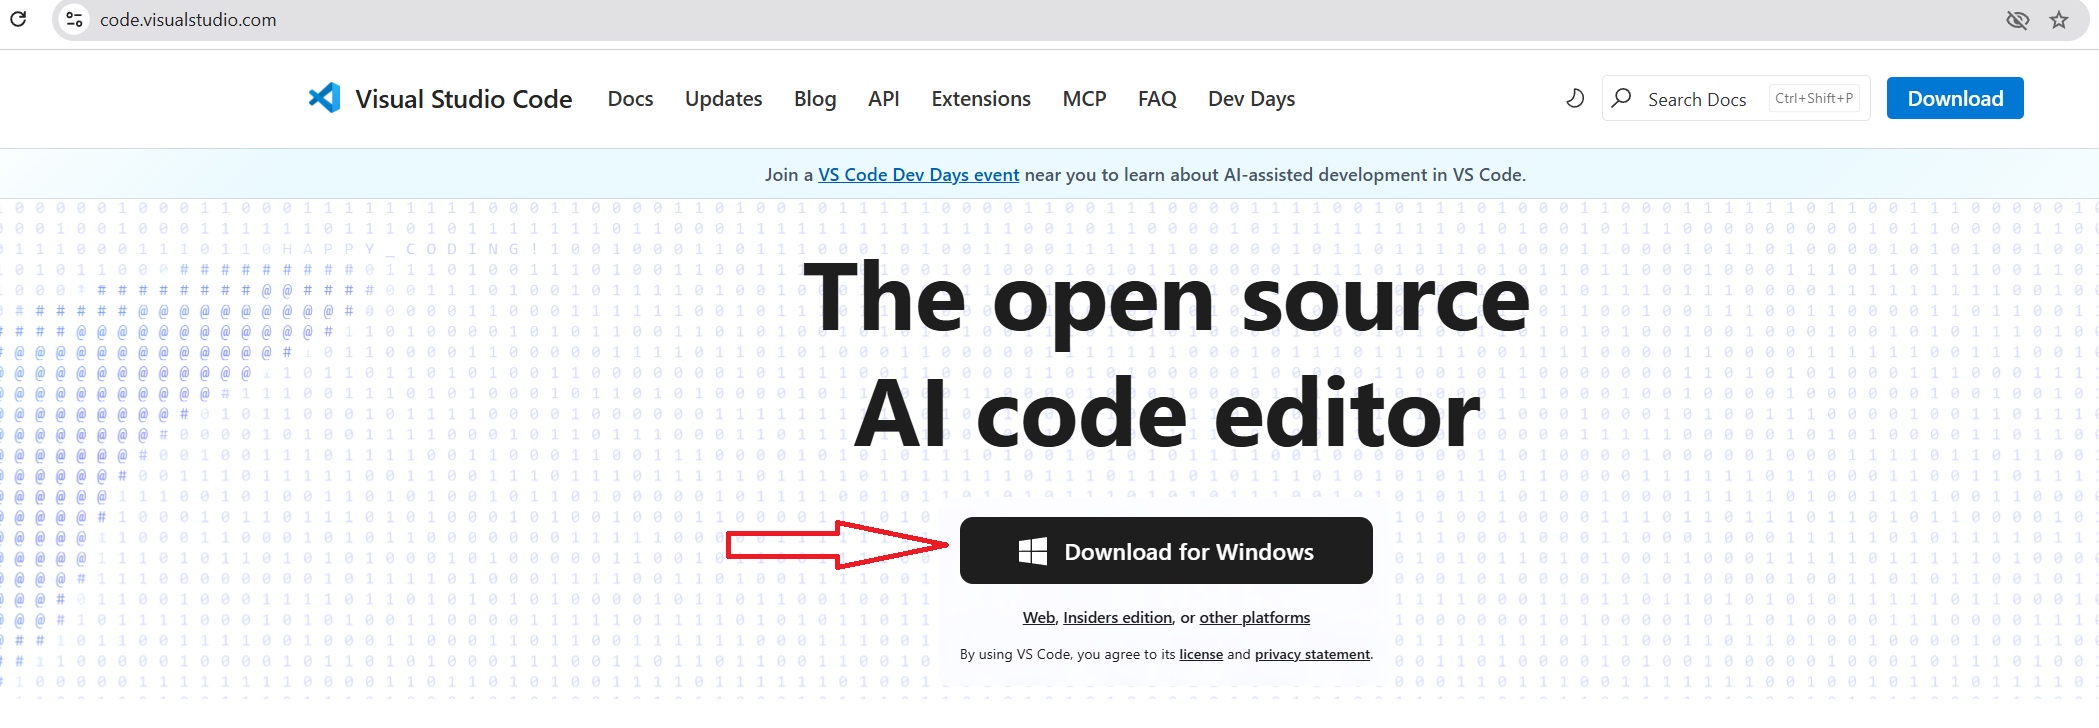 code.visualstudio.com
Visual Studio Code Docs Updates Blog API Extensions MCP FAQ Dev Days Search Docs Ctrl+Shift+P Download
Join a VS Code Dev Days event near you to learn about AI-assisted development in VS Code.
HAPPY_CODING!
The open source
AI code editor
Download for Windows
Web, Insiders edition, or other platforms
By using VS Code, you agree to its license and privacy statement.